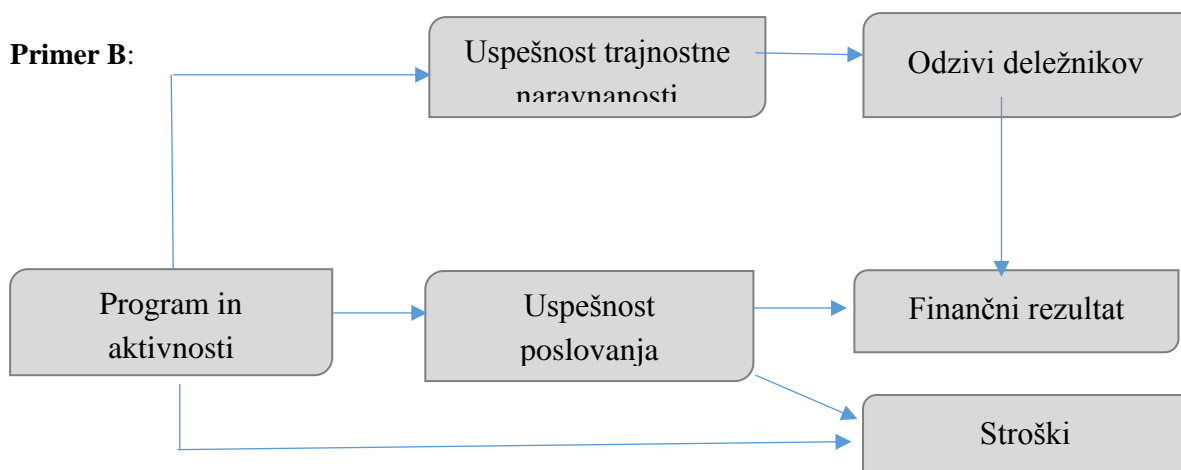 Primer B:
Uspešnost trajnostne
naravnanosti
Odzivi deležnikov
Program in
aktivnosti
Uspešnost
poslovanja
Finančni rezultat
Stroški